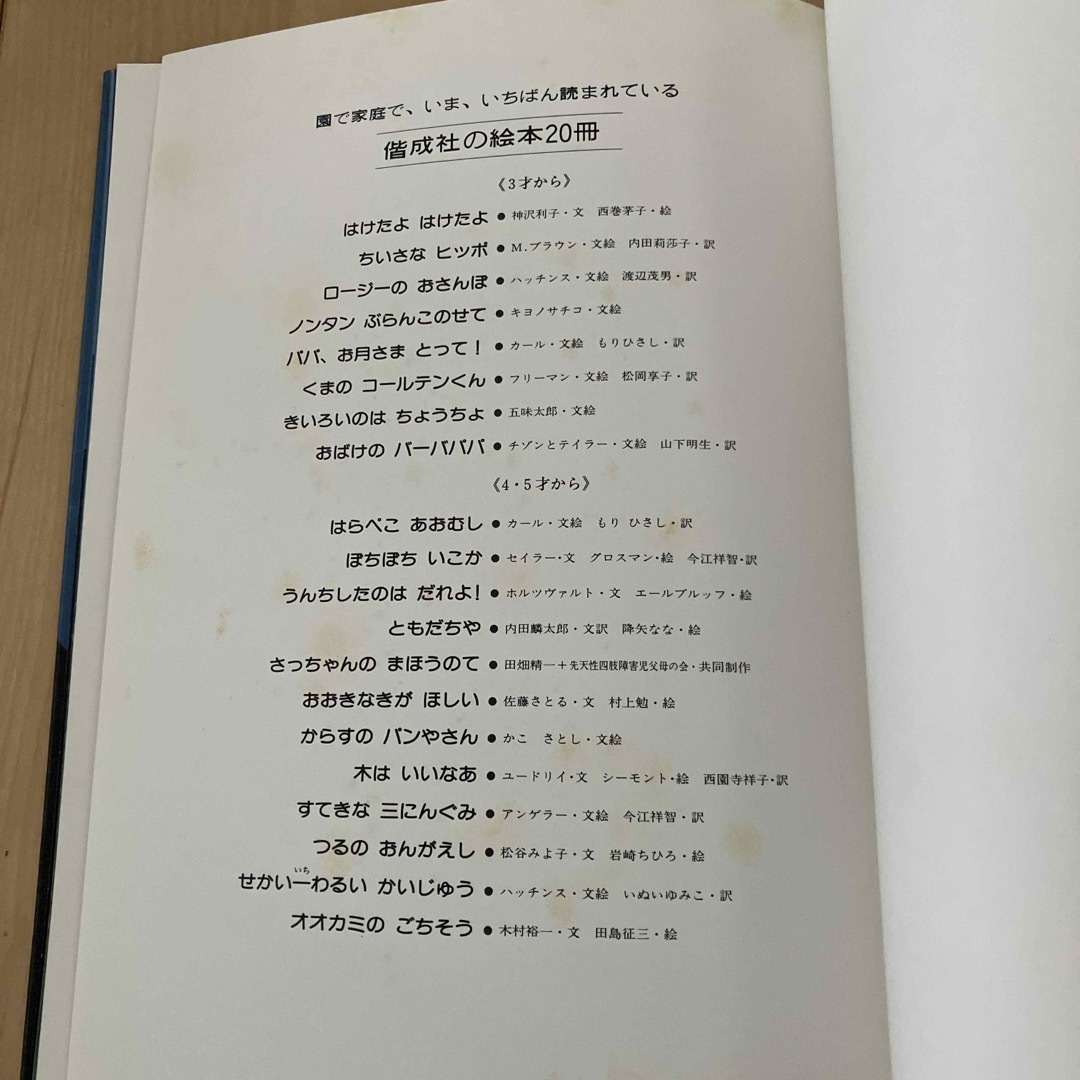 園で家庭で、いま、いちばん読まれている
偕成社の絵本20冊
《3才から》
はけたよ はけたよ ● 神沢利子・文 西巻茅子・絵
ちいさな ヒッポ ● M.ブラウン・文絵 内田莉莎子・訳
ロージーの おさんぽ ● ハッチンス・文絵 渡辺茂男・訳
ノンタン ぶらんこのせて ● キヨノサチコ・文絵
パパ、お月さま とって! ● カール・文絵 もりひさし・訳
くまの コールテンくん ● フリーマン・文絵 松岡享子・訳
きいろいのは ちょうちょ ● 五味太郎・文絵
おばけの バーバパパ ● チゾンとテイラー・文絵 山下明生・訳
《4・5才から》
はらぺこ あおむし ● カール・文絵 もり ひさし・訳
ぼちぼち いこか ● セイラー・文 グロスマン・絵 今江祥智・訳
うんちしたのは だれよ! ● ホルツヴァルト・文 エールブルッフ・絵
ともだちや ● 内田麟太郎・文訳 降矢なな・絵
さっちゃんの まほうのて ● 田畑精一+先天性四肢障害児父母の会・共同制作
おおきなきが ほしい ● 佐藤さとる・文 村上勉・絵
からすの パンやさん ● かこ さとし・文絵
木は いいなあ ● ユードリイ・文 シーモント・絵 西園寺祥子・訳
すてきな 三にんぐみ ● アンゲラー・文絵 今江祥智・訳
つるの おんがえし ● 松谷みよ子・文 岩崎ちひろ・絵
せかい一わるい かいじゅう ● ハッチンス・文絵 いぬいゆみこ・訳
いち
オオカミの ごちそう ● 木村裕一・文 田島征三・絵